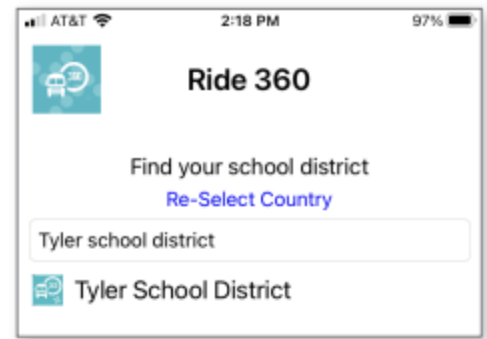 AT&T 2:18 PM 97%
Ride 360
Find your school district
Re-Select Country
Tyler school district
Tyler School District